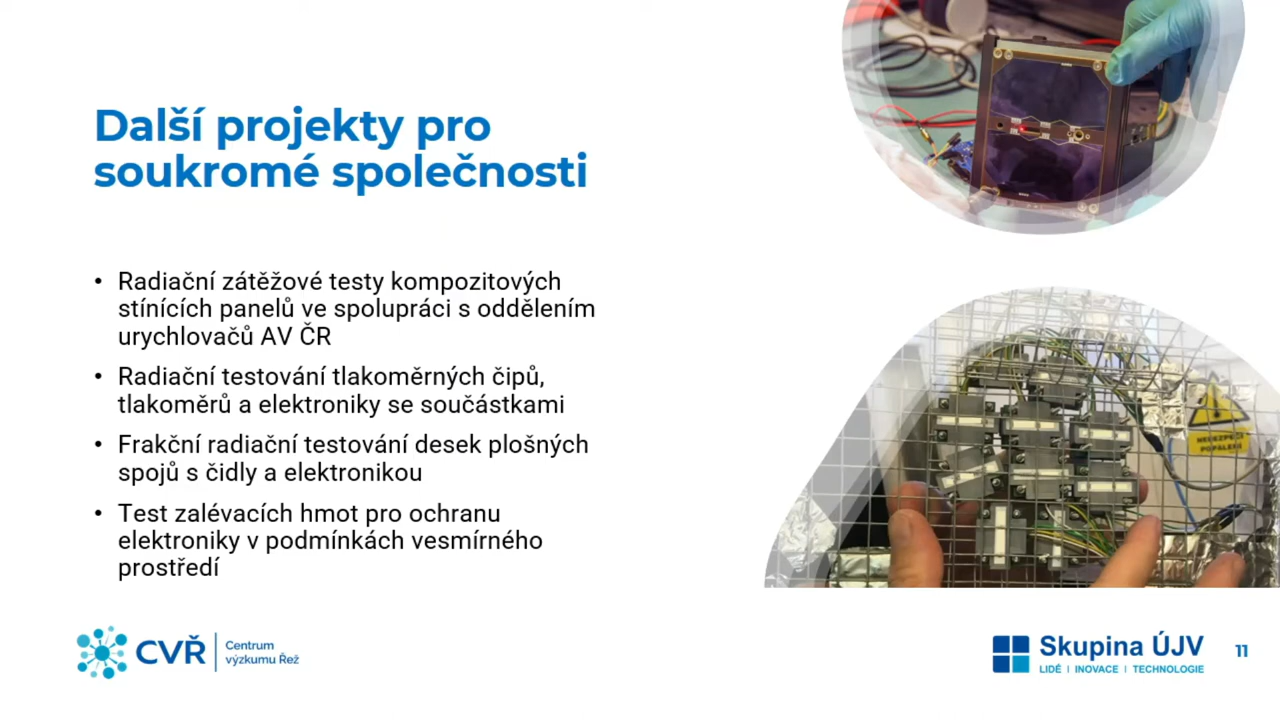 Další projekty pro
soukromé společnosti
• Radiační zátěžové testy kompozitových
stínících panelů ve spolupráci s oddělením
urychlovačů AV ČR
• Radiační testování tlakoměrných čipů,
tlakoměrů a elektroniky se součástkami
• Frakční radiační testování desek plošných
spojů s čidly a elektronikou
• Test zalévacích hmot pro ochranu
elektroniky v podmínkách vesmírného
prostředí
NEBEZPEČÍ
POPÁLENÍ
CVŘ
Centrum
výzkumu Řež
Skupina ÚJV
LIDÉ | INOVACE | TECHNOLOGIE
11